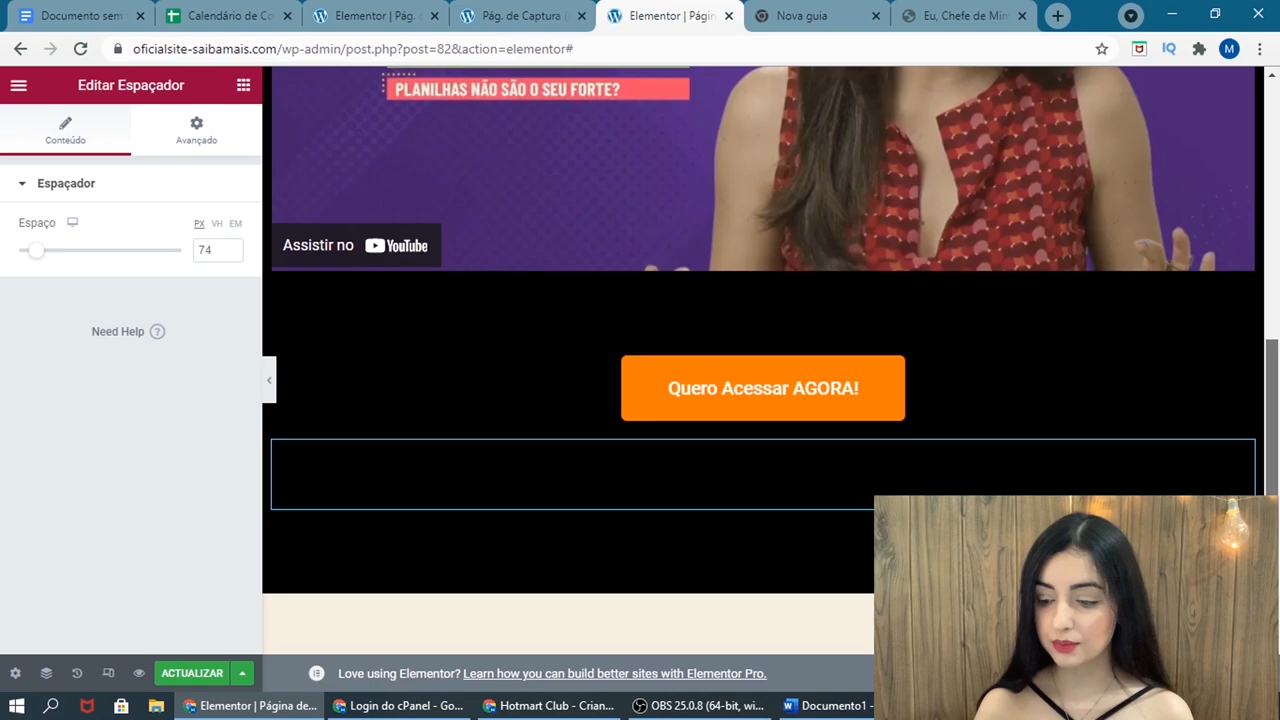 Documento sem t
Calendário de Co
Elementor | Pág. d
Pág. de Captura (
Elementor | Págin
Nova guia
Eu, Chefe de Mim
oficialsite-saibamais.com/wp-admin/post.php?post=82&action=elementor#
IQ
M
Editar Espaçador
Conteúdo
Avançado
Espaçador
Espaço
PX VH EM
74
Need Help ?
PLANILHAS NÃO SÃO O SEU FORTE?
Assistir no YouTube
Quero Acessar AGORA!
ACTUALIZAR
Love using Elementor? Learn how you can build better sites with Elementor Pro.
Elementor | Página de...
Login do cPanel - Go...
Hotmart Club - Crian...
OBS 25.0.8 (64-bit, wi...
Documento1 -